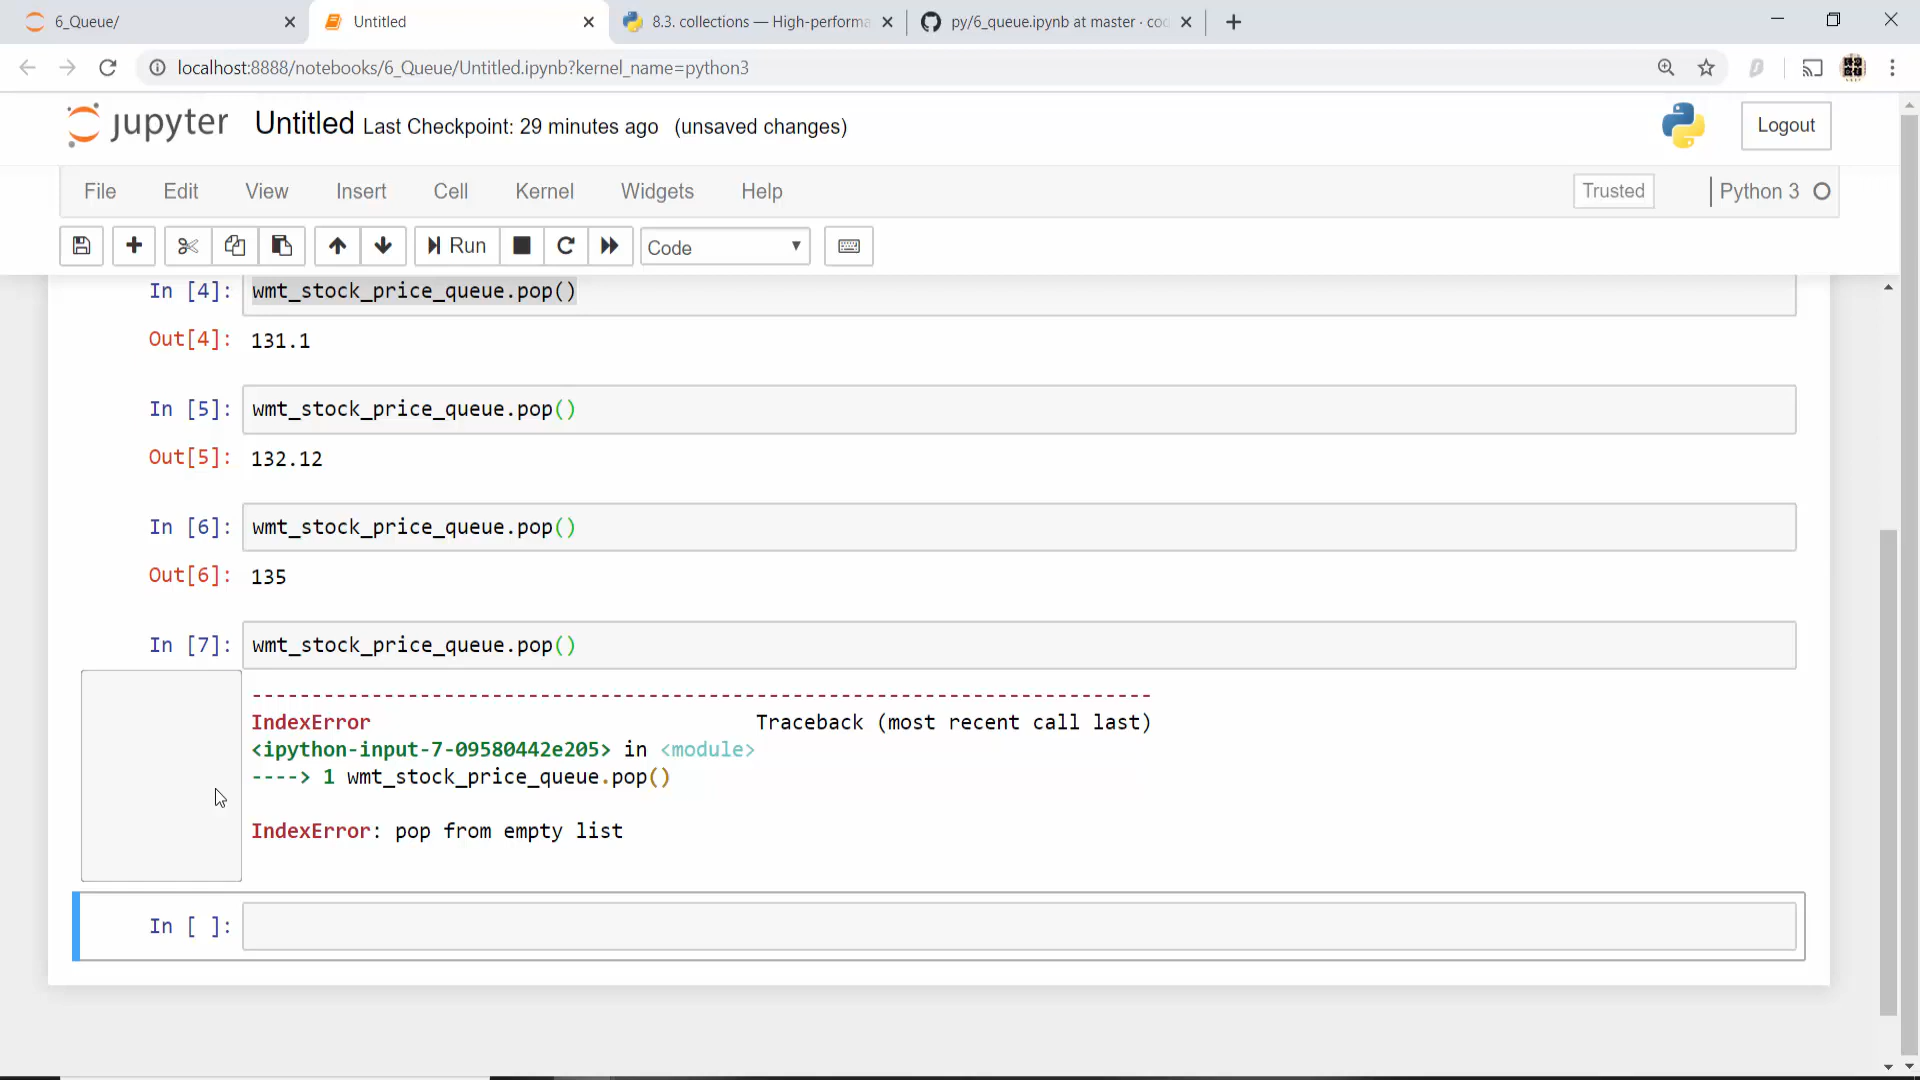 6_Queue/
Untitled
8.3. collections — High-performa
py/6_queue.ipynb at master · co
localhost:8888/notebooks/6_Queue/Untitled.ipynb?kernel_name=python3
jupyter Untitled Last Checkpoint: 29 minutes ago (unsaved changes)
Logout
File Edit View Insert Cell Kernel Widgets Help
Trusted
Python 3
Run
Code
In [4]: wmt_stock_price_queue.pop()
Out[4]: 131.1
In [5]: wmt_stock_price_queue.pop()
Out[5]: 132.12
In [6]: wmt_stock_price_queue.pop()
Out[6]: 135
In [7]: wmt_stock_price_queue.pop()
---------------------------------------------------------------------------
IndexError Traceback (most recent call last)
<ipython-input-7-09580442e205> in <module>
----> 1 wmt_stock_price_queue.pop()
IndexError: pop from empty list
In [ ]: